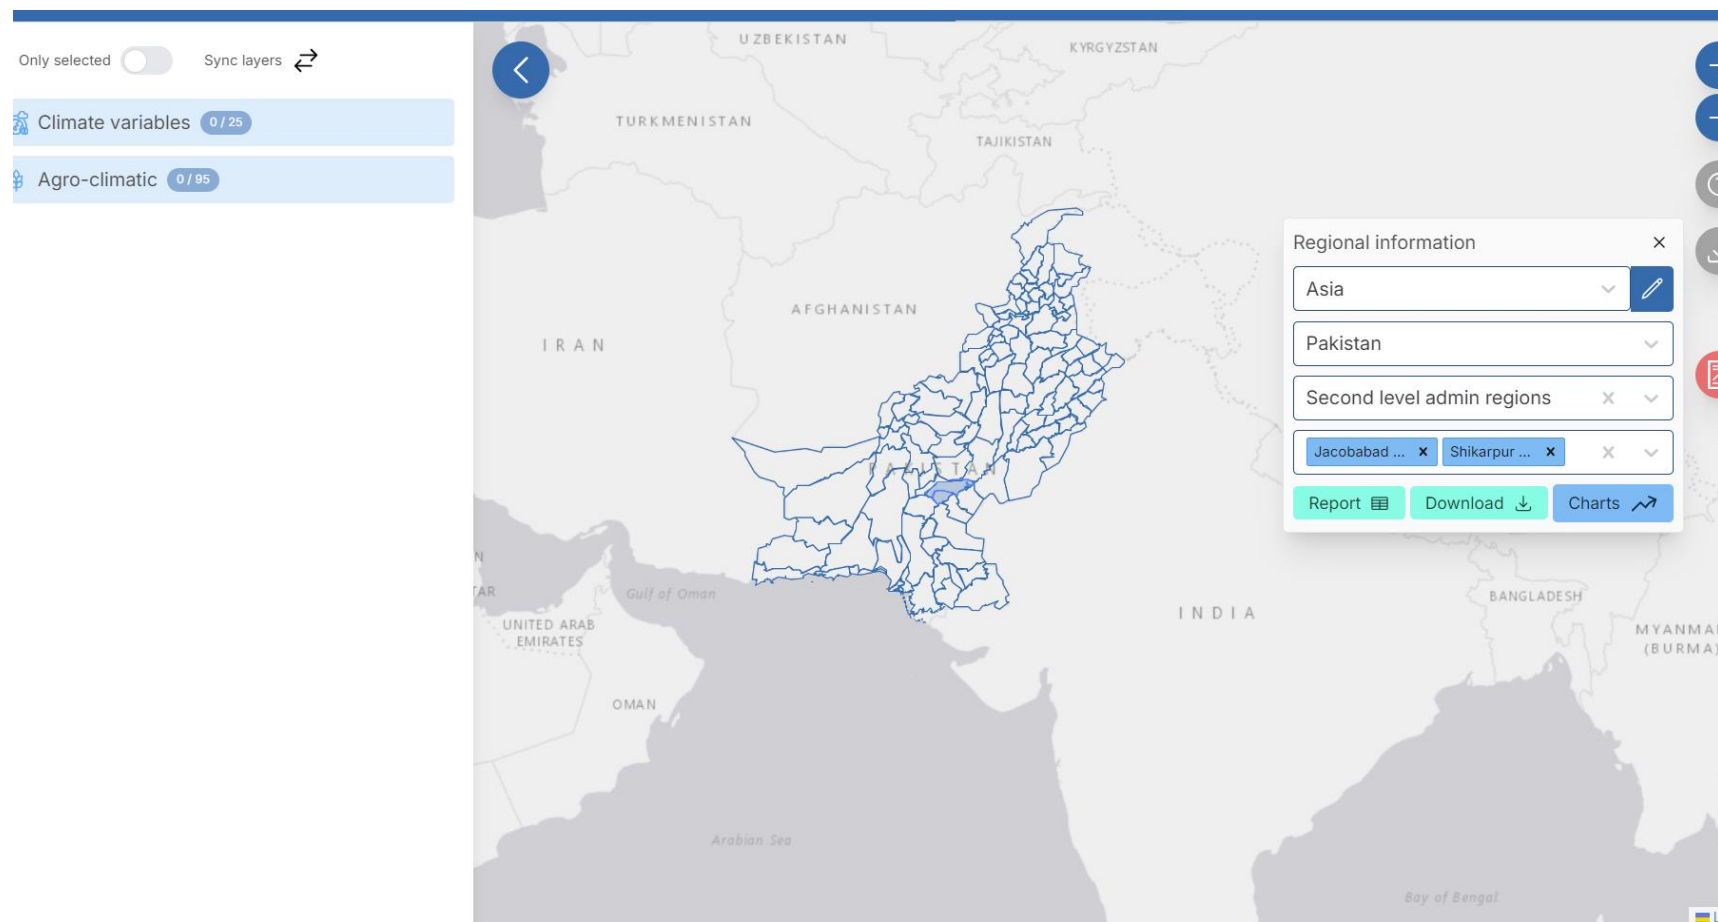 Only selected
Sync layers
Climate variables 0 / 25
Agro-climatic 0 / 95
UZBEKISTAN
KYRGYZSTAN
TURKMENISTAN
TAJIKISTAN
AFGHANISTAN
IRAN
PAKISTAN
Gulf of Oman
UNITED ARAB
EMIRATES
OMAN
INDIA
BANGLADESH
MYANMA
(BURMA)
Arabian Sea
Bay of Bengal
Regional information
Asia
Pakistan
Second level admin regions
Jacobabad ... Shikarpur ...
Report Download Charts